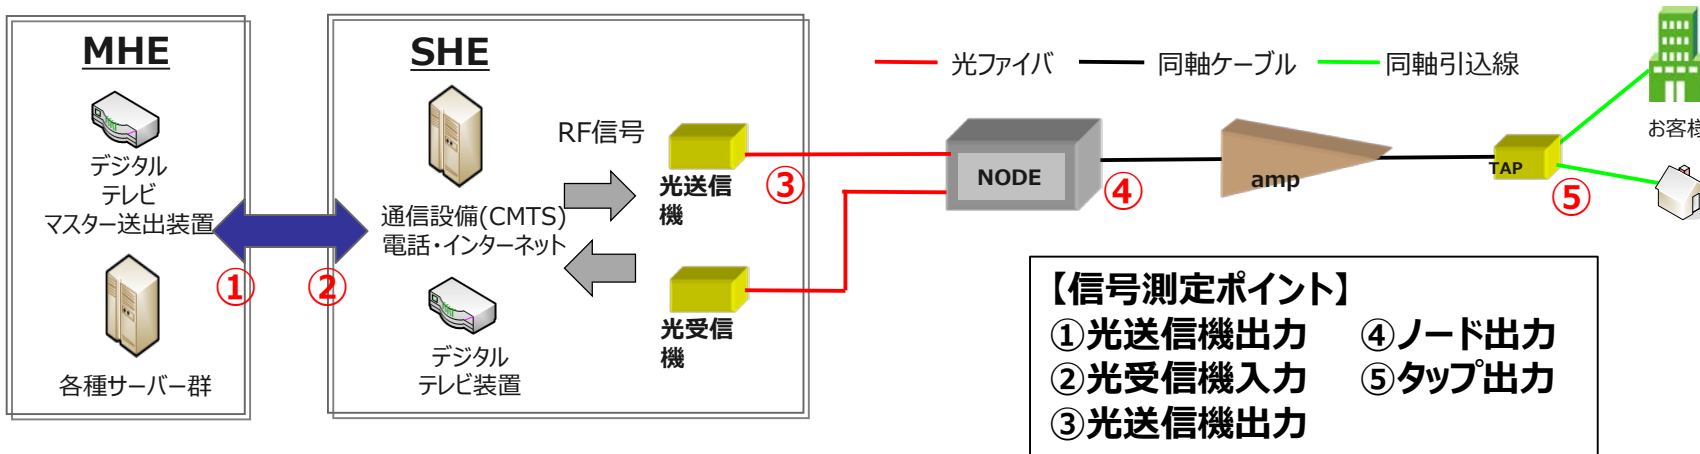 MHE
デジタル
テレビ
マスター送出装置
各種サーバー群
①
②
SHE
通信設備(CMTS)
電話・インターネット
デジタル
テレビ装置
RF信号
光送信
機
光受信
機
③
光ファイバ
同軸ケーブル
同軸引込線
NODE
④
amp
TAP
⑤
お客様
【信号測定ポイント】
①光送信機出力 ④ノード出力
②光受信機入力 ⑤タップ出力
③光送信機出力